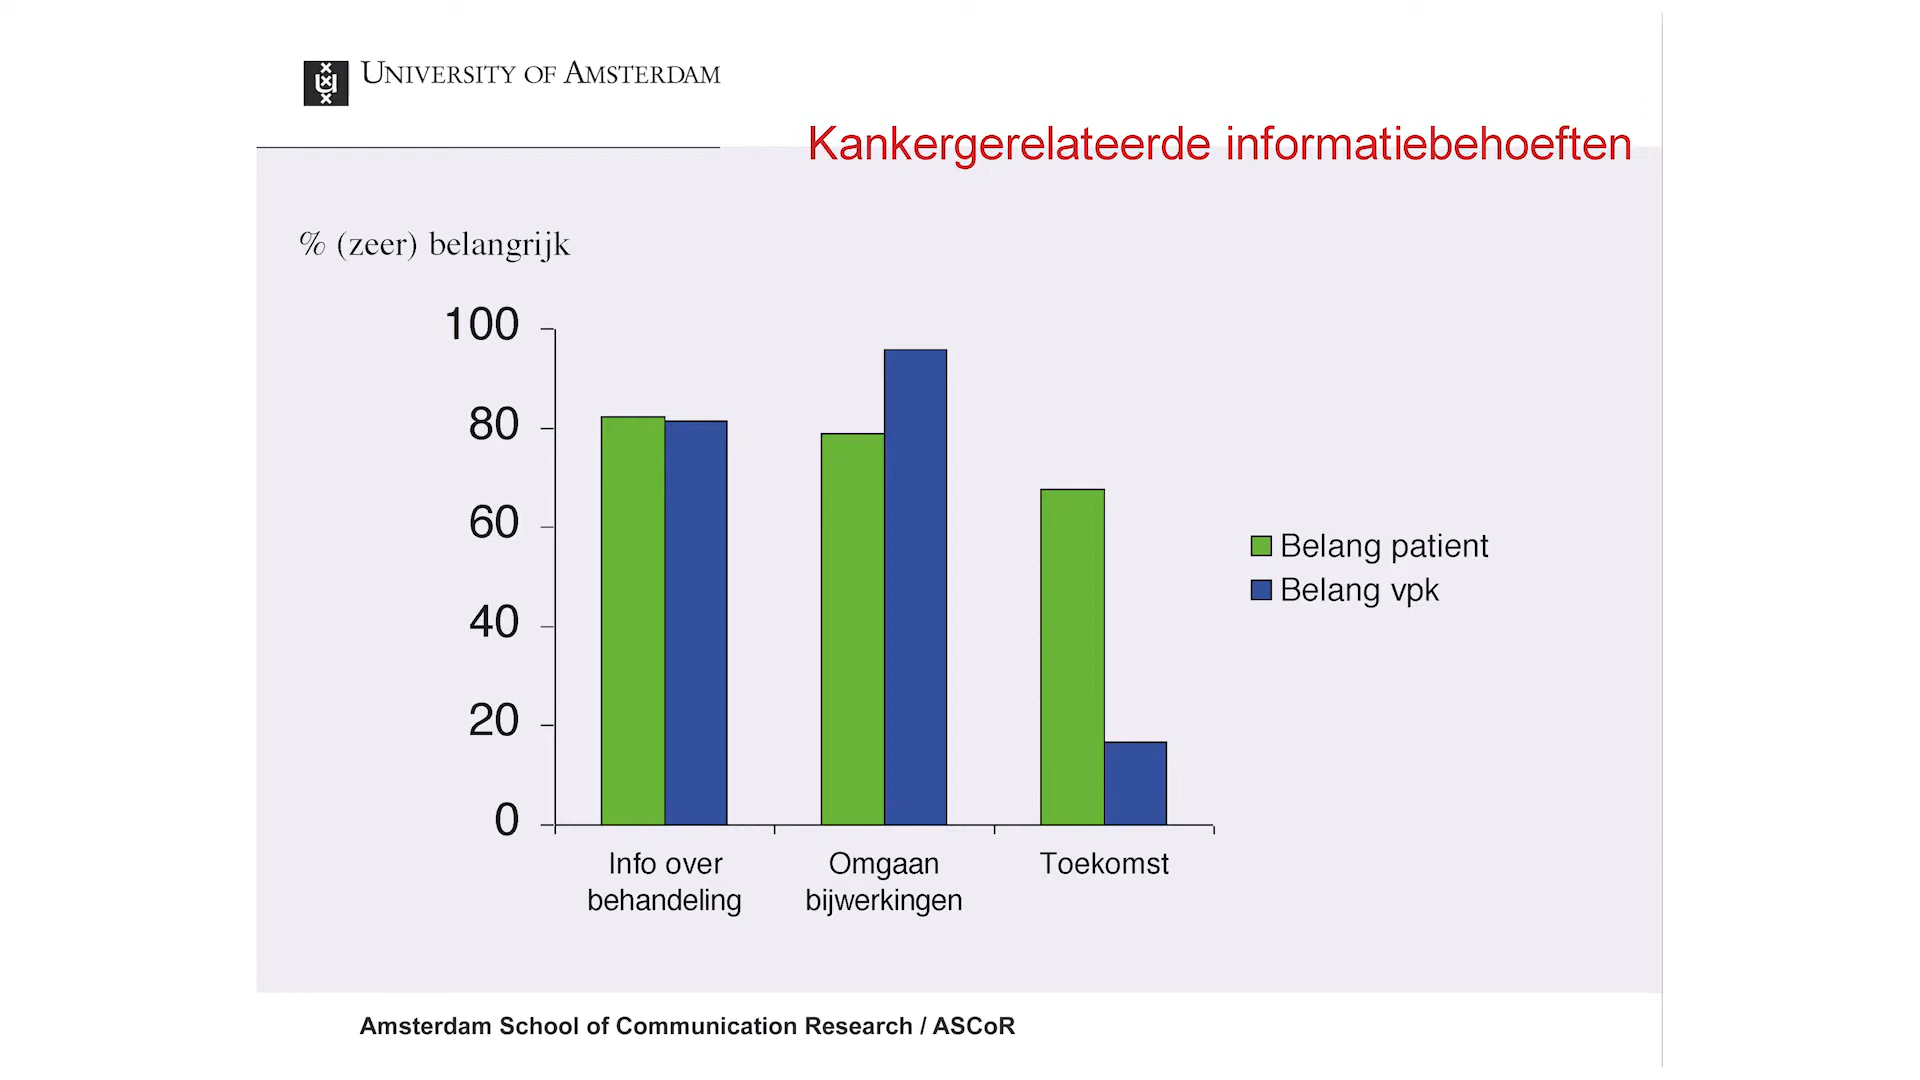 UNIVERSITY OF AMSTERDAM
Kankergerelateerde informatiebehoeften
% (zeer) belangrijk
100
80
60
40
20
0
Info over
behandeling
Omgaan
bijwerkingen
Toekomst
Belang patient
Belang vpk
Amsterdam School of Communication Research / ASCoR